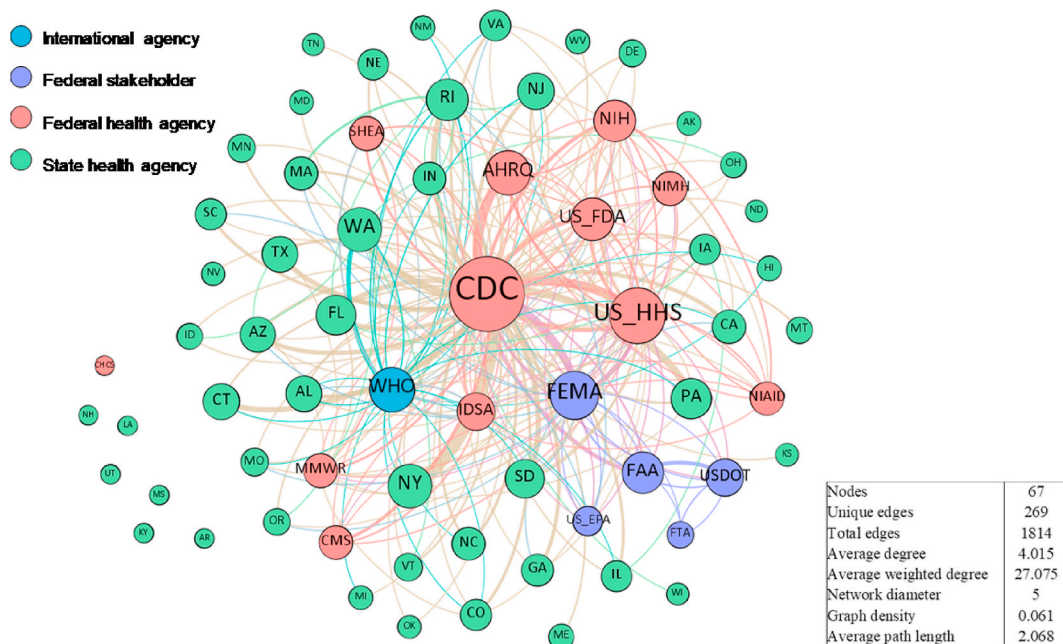 International agency
Federal stakeholder
Federal health agency
State health agency
TN
NM
VA
WV
DE
NE
RI
NJ
NIH
MD
SHEA
AK
MN
MA
IN
AHRQ
OH
NIMH
SC
WA
US_FDA
ND
TX
IA
HI
NV
CDC
ID
AZ
FL
US_HHS
CA
MT
CHCS
CT
AL
WHO
FEMA
PA
NIAID
NH
LA
IDSA
UT
MO
MMWR
NY
SD
FAA
USDOT
KS
MS
KY
AR
OR
CMS
NC
US_EPA
FTA
VT
GA
IL
WI
MI
OK
CO
ME
Nodes 67
Unique edges 269
Total edges 1814
Average degree 4.015
Average weighted degree 27.075
Network diameter 5
Graph density 0.061
Average path length 2.068